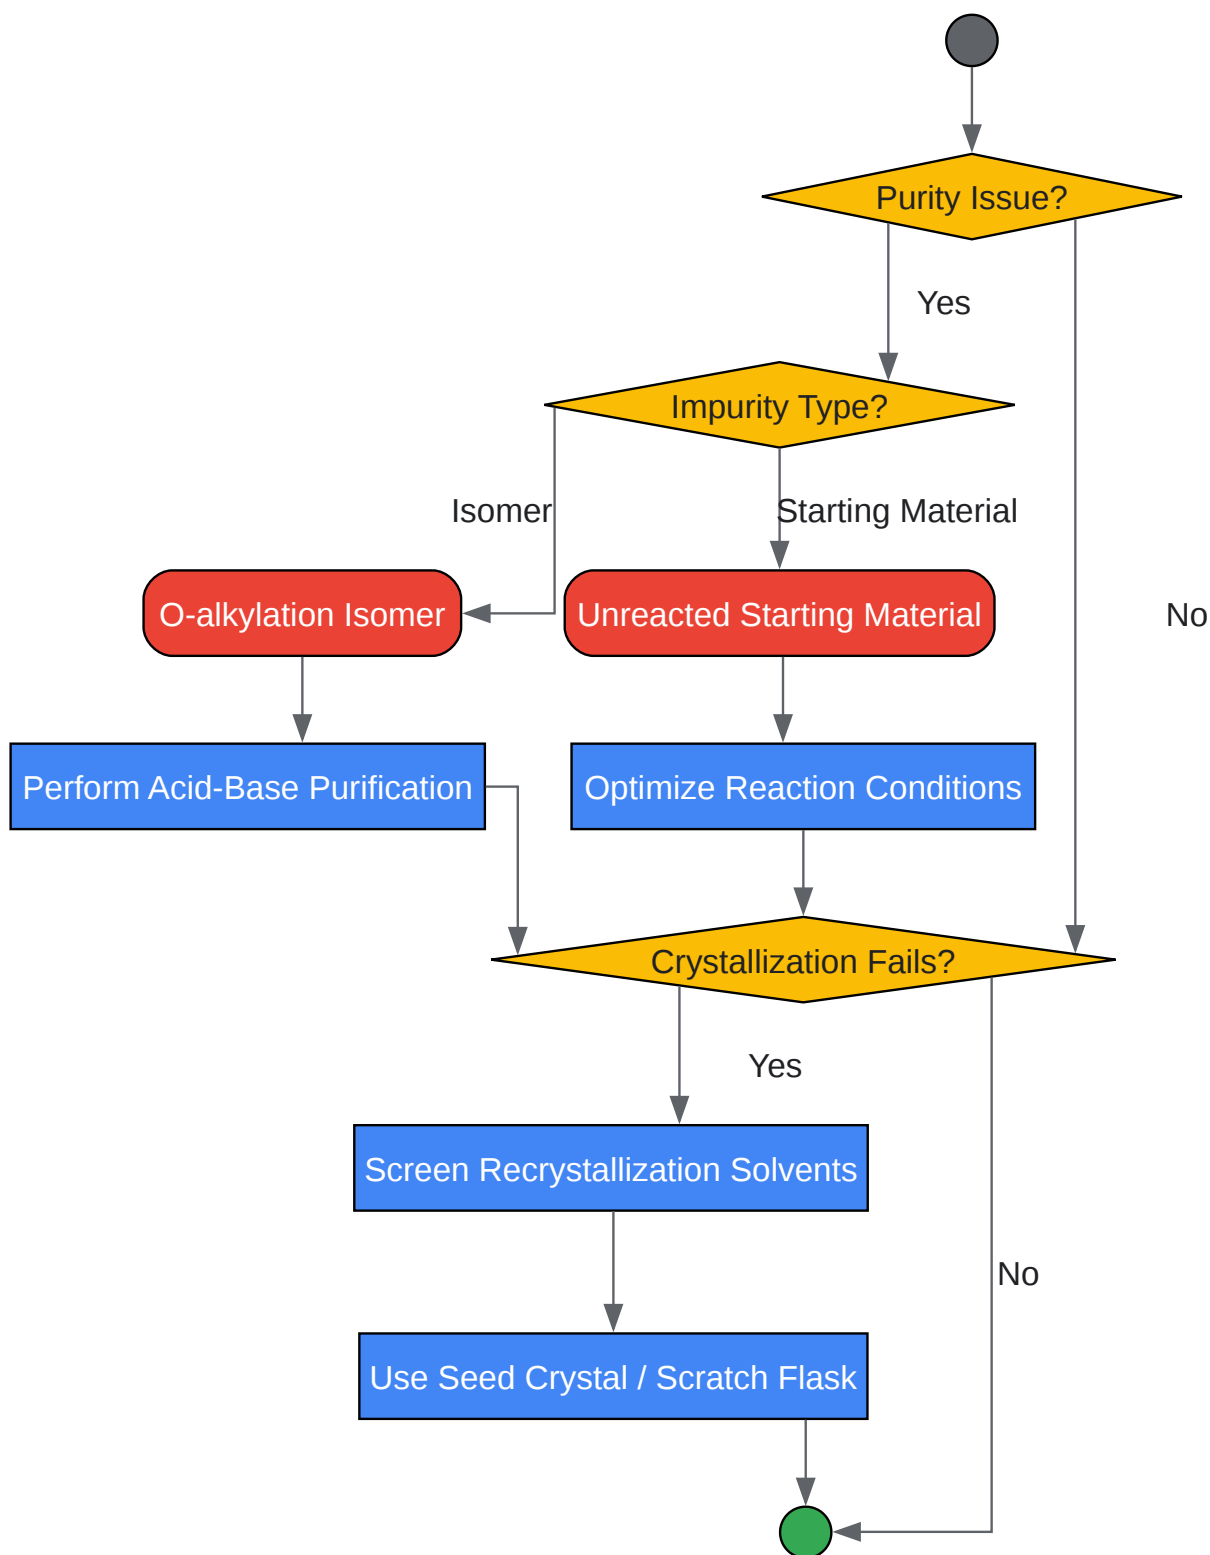 Purity Issue?
Yes
Impurity Type?
Isomer
Starting Material
O-alkylation Isomer
Unreacted Starting Material
No
Perform Acid-Base Purification
Optimize Reaction Conditions
Crystallization Fails?
Yes
Screen Recrystallization Solvents
No
Use Seed Crystal / Scratch Flask